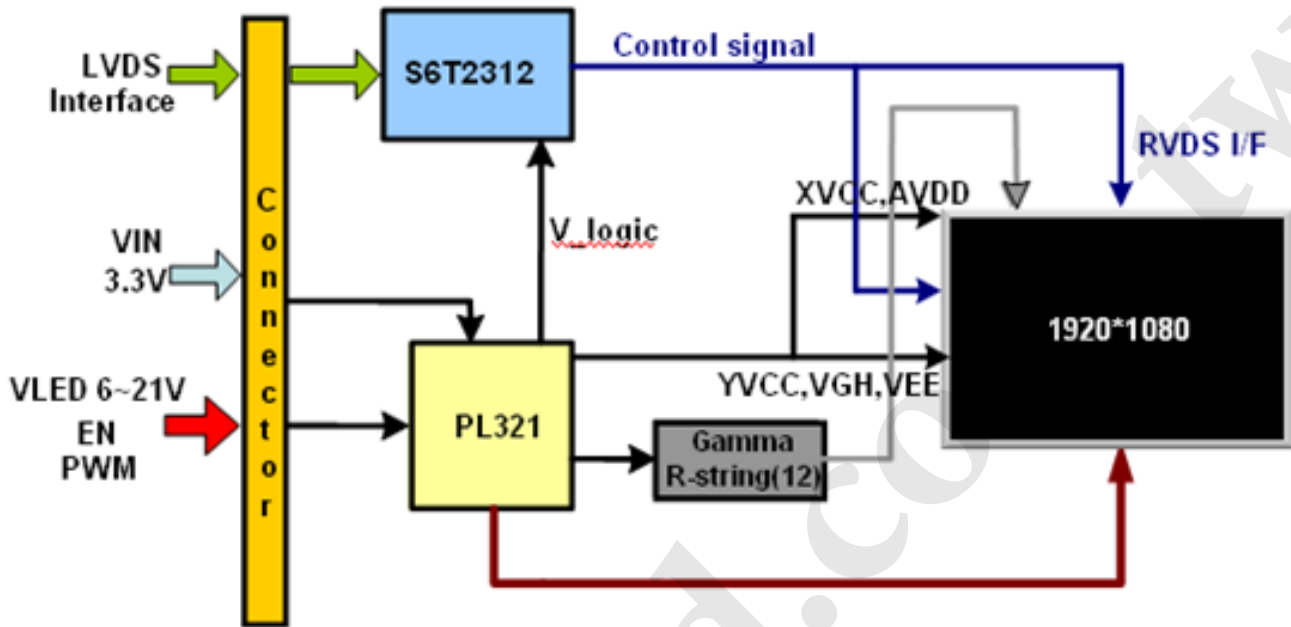 LVDS
Interface
S6T2312
Control signal
RVDS I/F
Connector
VIN
3.3V
V_logic
XVCC,AVDD
1920*1080
VLED 6~21V
EN
PWM
PL321
YVCC,VGH,VEE
Gamma
R-string(12)